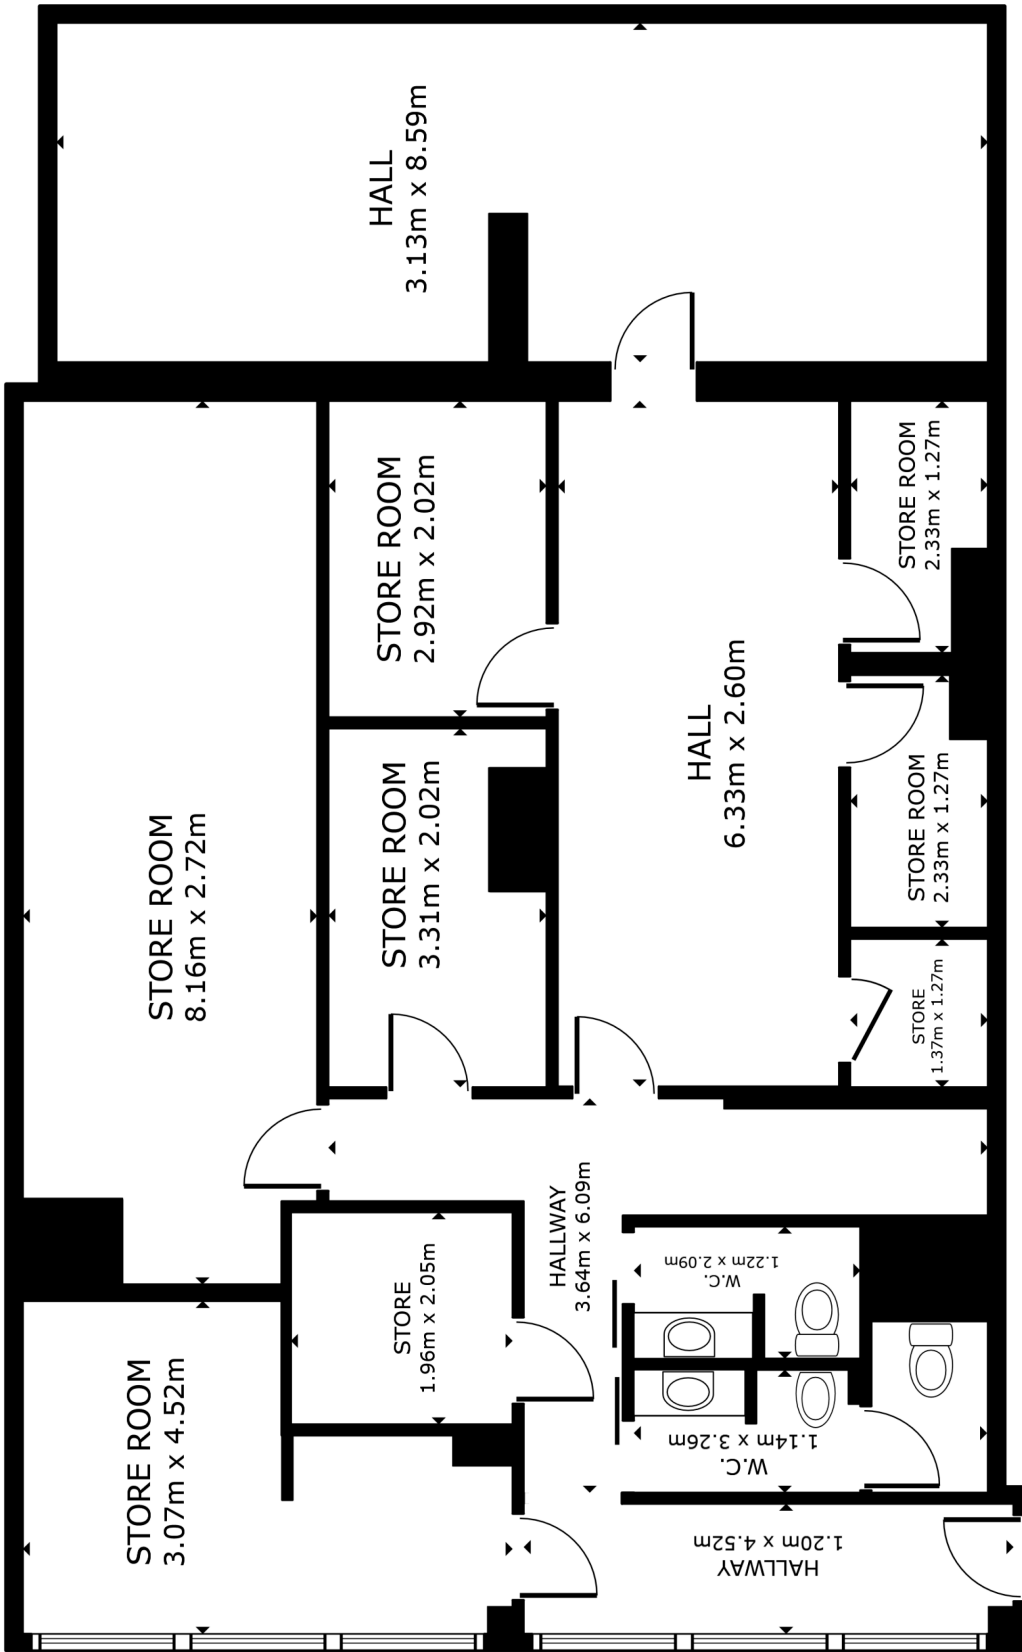 HALL
3.13m x 8.59m
STORE ROOM
2.92m x 2.02m
STORE ROOM
2.33m x 1.27m
HALL
6.33m x 2.60m
STORE ROOM
8.16m x 2.72m
STORE ROOM
3.31m x 2.02m
STORE ROOM
2.33m x 1.27m
STORE
1.37m x 1.27m
HALLWAY
3.64m x 6.09m
W.C.
1.22m x 2.09m
STORE
1.96m x 2.05m
STORE ROOM
3.07m x 4.52m
W.C.
1.14m x 3.26m
HALLWAY
1.20m x 4.52m